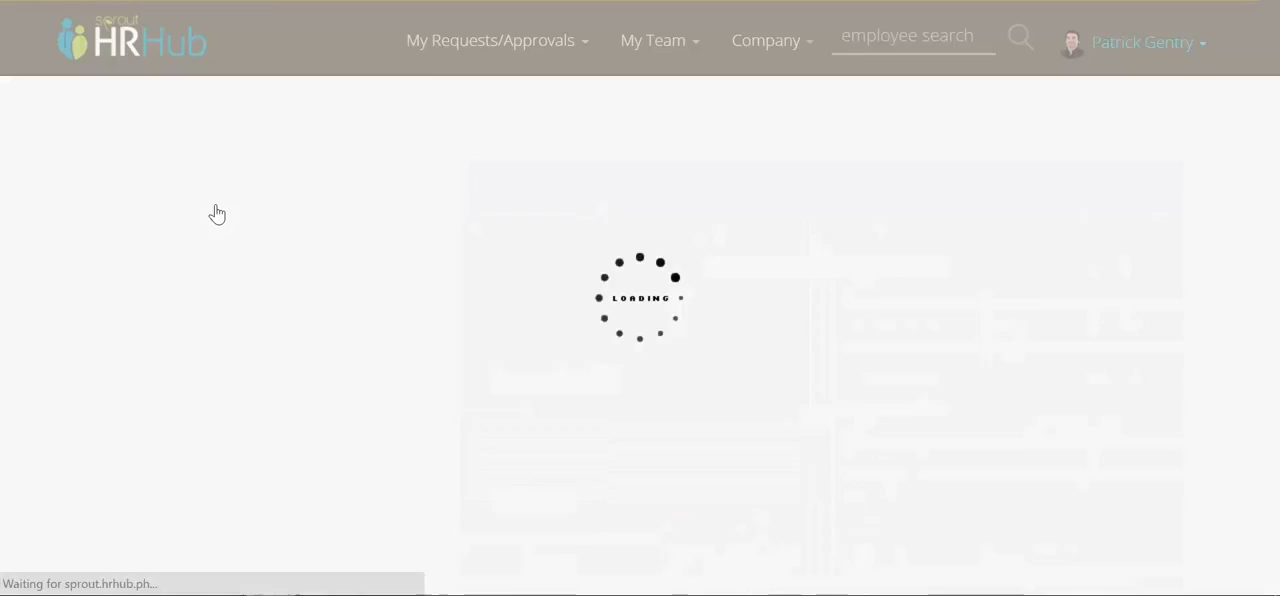 sprout
HRHub
My Requests/Approvals
My Team
Company
employee search
Patrick Gentry
LOADING
Waiting for sprout.hrhub.ph...